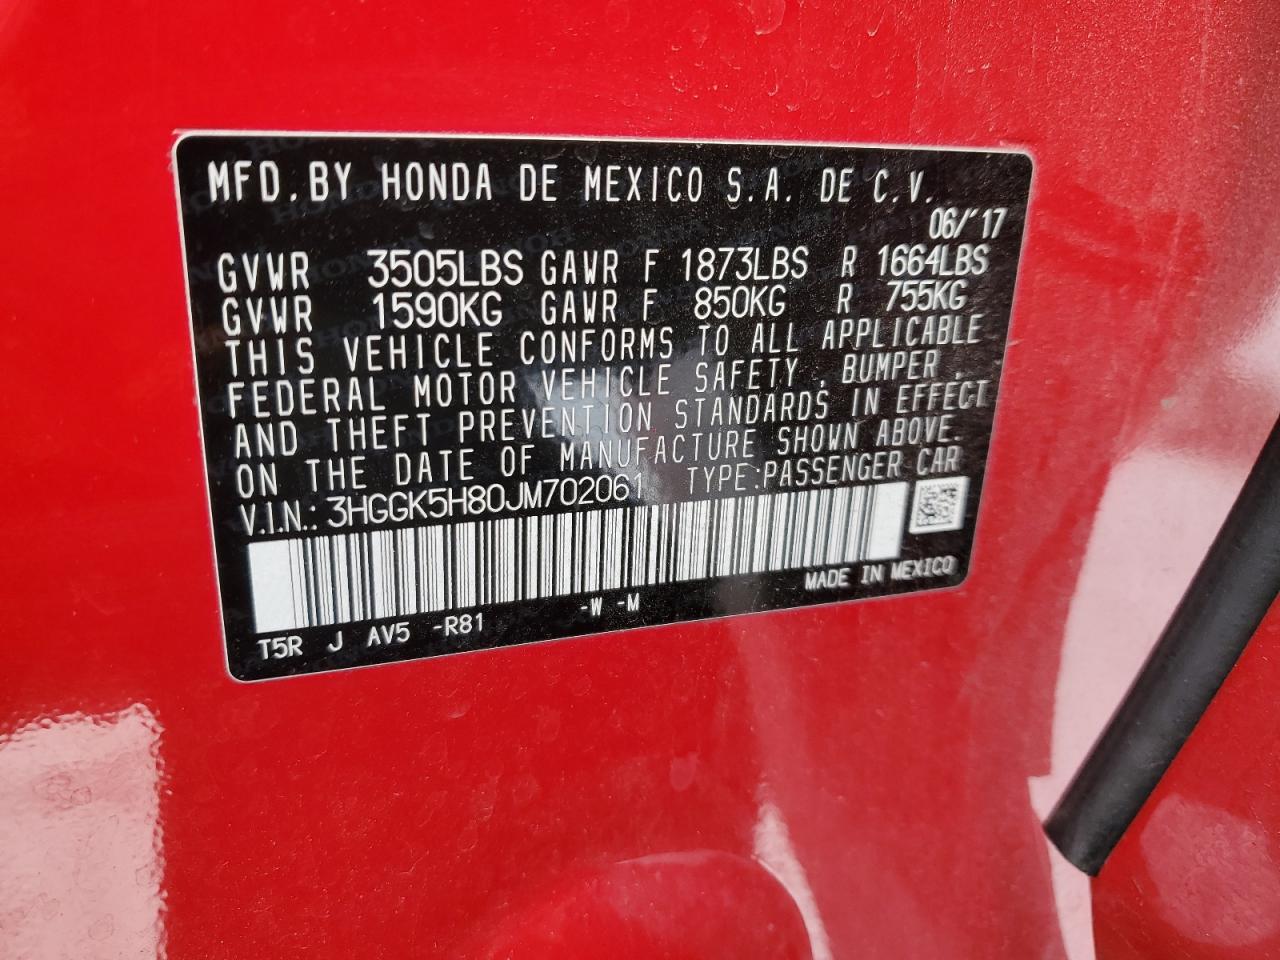 MFD.BY HONDA DE MEXICO S.A. DE C.V.
06/'17
GVWR 3505LBS GAWR F 1873LBS R 1664LBS
GVWR 1590KG GAWR F 850KG R 755KG
THIS VEHICLE CONFORMS TO ALL APPLICABLE
FEDERAL MOTOR VEHICLE SAFETY , BUMPER ,
AND THEFT PREVENTION STANDARDS IN EFFECT
ON THE DATE OF MANUFACTURE SHOWN ABOVE.
V.I.N.: 3HGGK5H80JM702061 TYPE:PASSENGER CAR
MADE IN MEXICO
T5R J AV5 -R81 -W -M